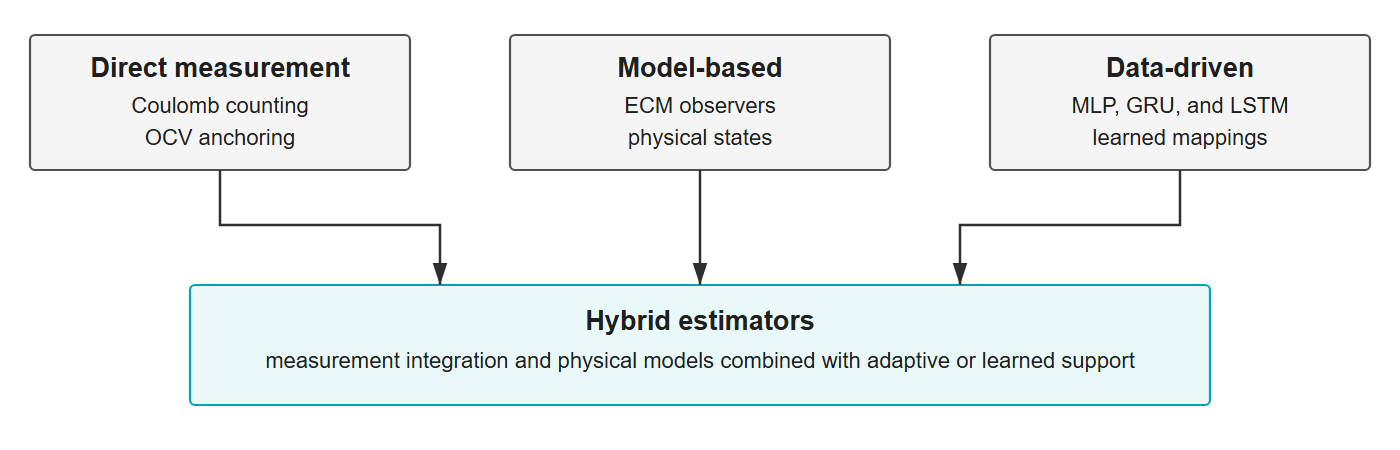 Direct measurement
Coulomb counting
OCV anchoring
Model-based
ECM observers
physical states
Data-driven
MLP, GRU, and LSTM
learned mappings
Hybrid estimators
measurement integration and physical models combined with adaptive or learned support